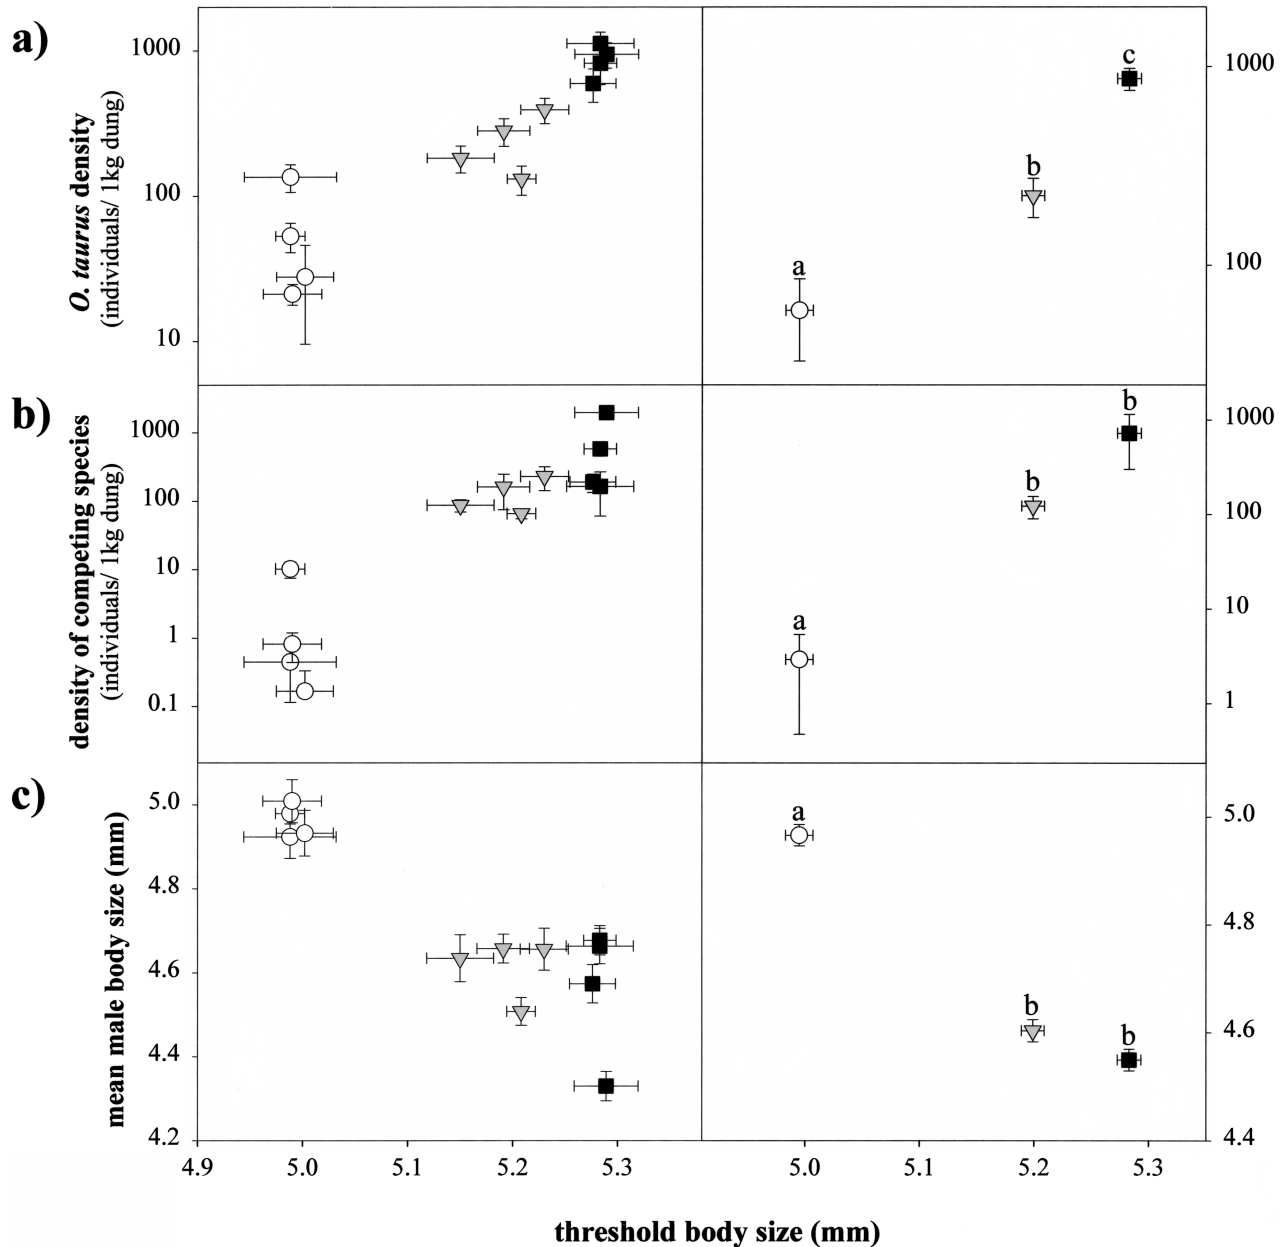 a)
O. taurus density
(individuals/ 1kg dung)
1000
100
10
a
b
c
1000
100
b)
density of competing species
(individuals/ 1kg dung)
1000
100
10
1
0.1
a
b
b
1000
100
10
1
c)
mean male body size (mm)
5.0
4.8
4.6
4.4
4.2
a
b
b
5.0
4.8
4.6
4.4
4.9 5.0 5.1 5.2 5.3 5.0 5.1 5.2 5.3
threshold body size (mm)